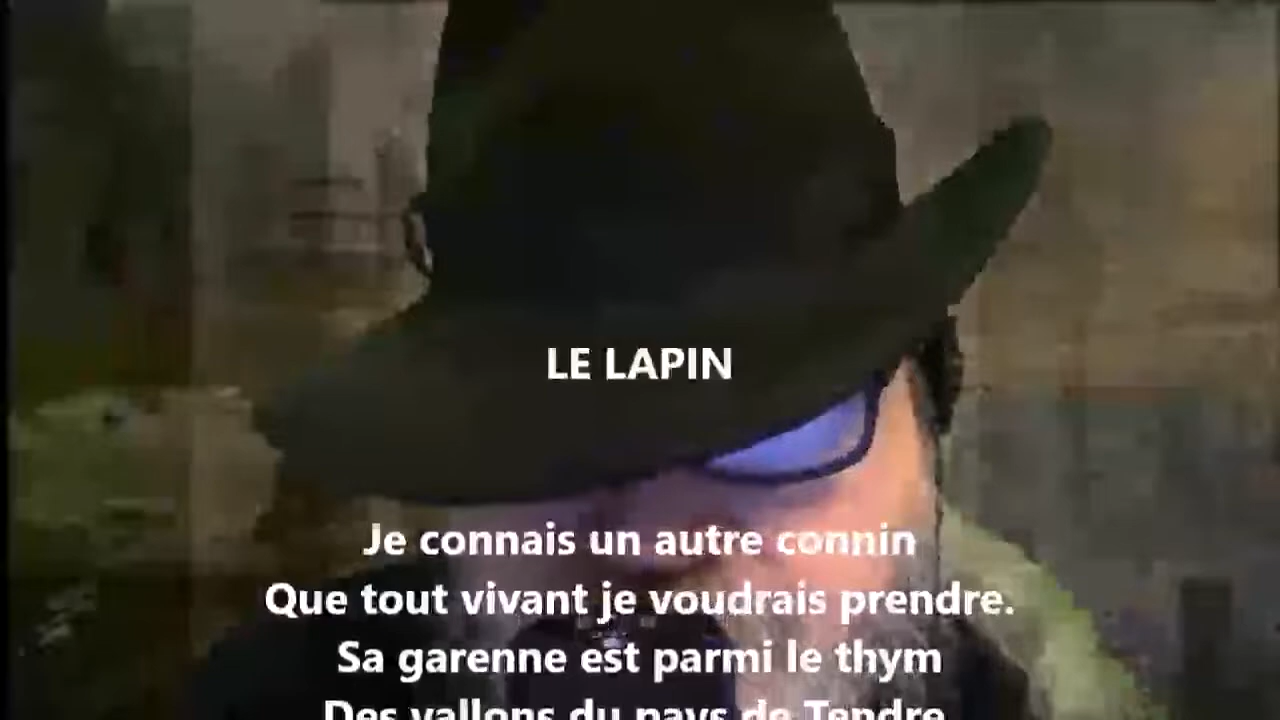 LE LAPIN
Je connais un autre connin
Que tout vivant je voudrais prendre.
Sa garenne est parmi le thym
Des vallons du pays de Tendre.